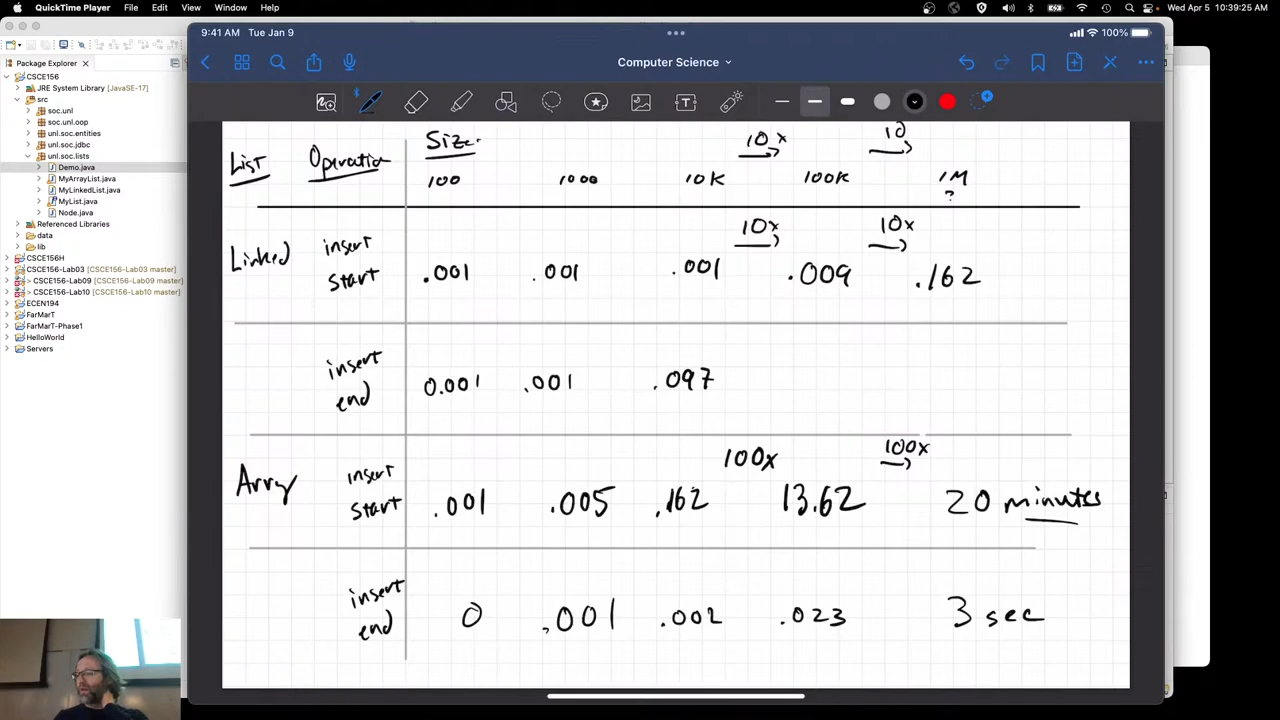 QuickTime Player File Edit View Window Help
Wed Apr 5 10:39:25 AM
9:41 AM Tue Jan 9
100%
Computer Science
Package Explorer
CSCE156
JRE System Library [JavaSE-17]
src
soc.unl
unl.oop
unl.soc.entities
unl.soc.jdbc
unl.soc.lists
Demo.java
MyArrayList.java
MyLinkedList.java
MyList.java
Node.java
Referenced Libraries
data
lib
CSCE156H
CSCE156-Lab03 [CSCE156-Lab03 master]
> CSCE156-Lab09 [CSCE156-Lab09 master]
> CSCE156-Lab10 [CSCE156-Lab10 master]
ECEN194
FarMarT
FarMarT-Phase1
HelloWorld
Servers
List Operation Size
10x 10
100 1000 10K 100K 1M
?
10x 10x
Linked insert
start .001 .001 .001 .009 .162
insert
end 0.001 .001 .097
100x 100x
Array insert
start .001 .005 .162 13.62 20 minutes
insert
end 0 .001 .002 .023 3 sec